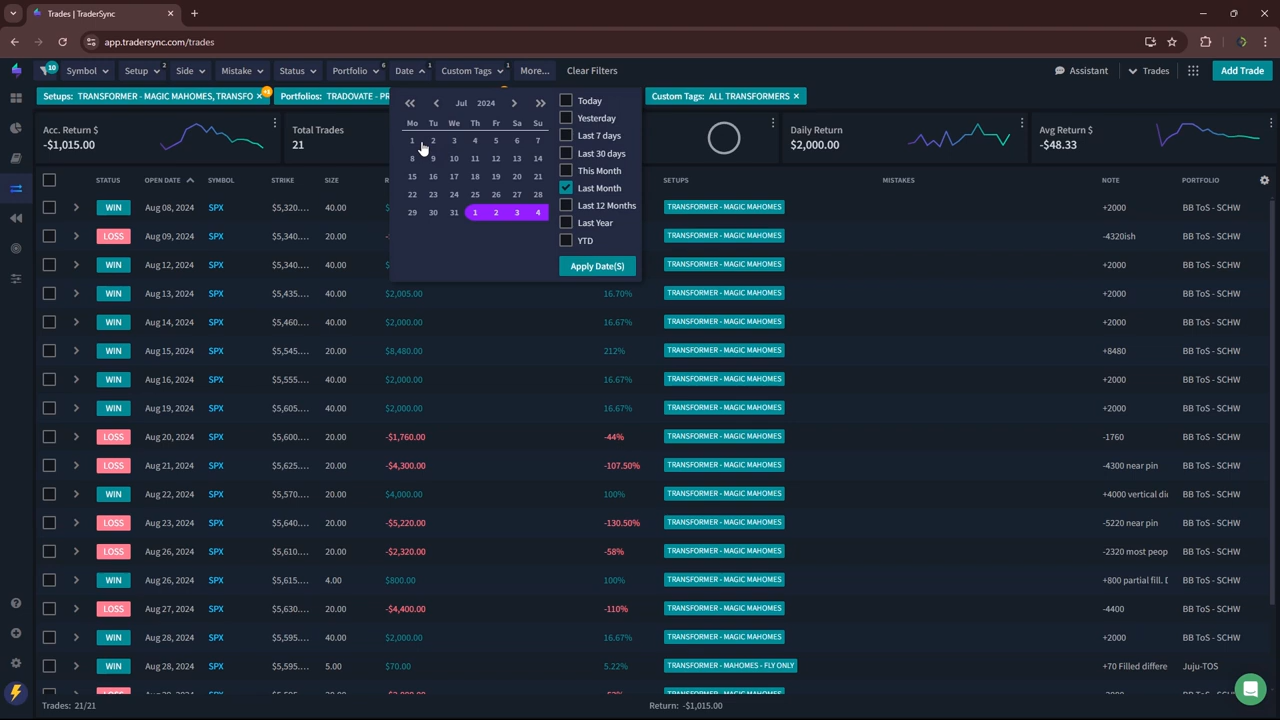 Trades | TraderSync
app.tradersync.com/trades
10 Symbol Setup 2 Side Mistake Status Portfolio 6 Date 1 Custom Tags 1 More... Clear Filters Assistant Trades Add Trade
Setups: TRANSFORMER - MAGIC MAHOMES, TRANSFO × +1 Portfolios: TRADOVATE - PR Custom Tags: ALL TRANSFORMERS ×
Acc. Return $
-$1,015.00
Total Trades
21
Daily Return
$2,000.00
Avg Return $
-$48.33
Jul 2024
Mo Tu We Th Fr Sa Su
1 2 3 4 5 6 7
8 9 10 11 12 13 14
15 16 17 18 19 20 21
22 23 24 25 26 27 28
29 30 31 1 2 3 4
Today
Yesterday
Last 7 days
Last 30 days
This Month
Last Month
Last 12 Months
Last Year
YTD
Apply Date(S)
STATUS OPEN DATE SYMBOL STRIKE SIZE SETUPS MISTAKES NOTE PORTFOLIO
WIN Aug 08, 2024 SPX $5,320.... 40.00 TRANSFORMER - MAGIC MAHOMES +2000 BB ToS - SCHW
LOSS Aug 09, 2024 SPX $5,340.... 20.00 TRANSFORMER - MAGIC MAHOMES -4320ish BB ToS - SCHW
WIN Aug 12, 2024 SPX $5,340.... 40.00 TRANSFORMER - MAGIC MAHOMES +2000 BB ToS - SCHW
WIN Aug 13, 2024 SPX $5,435.... 40.00 $2,005.00 16.70% TRANSFORMER - MAGIC MAHOMES +2000 BB ToS - SCHW
WIN Aug 14, 2024 SPX $5,460.... 40.00 $2,000.00 16.67% TRANSFORMER - MAGIC MAHOMES +2000 BB ToS - SCHW
WIN Aug 15, 2024 SPX $5,545.... 20.00 $8,480.00 212% TRANSFORMER - MAGIC MAHOMES +8480 BB ToS - SCHW
WIN Aug 16, 2024 SPX $5,555.... 40.00 $2,000.00 16.67% TRANSFORMER - MAGIC MAHOMES +2000 BB ToS - SCHW
WIN Aug 19, 2024 SPX $5,605.... 40.00 $2,000.00 16.67% TRANSFORMER - MAGIC MAHOMES +2000 BB ToS - SCHW
LOSS Aug 20, 2024 SPX $5,600.... 20.00 -$1,760.00 -44% TRANSFORMER - MAGIC MAHOMES -1760 BB ToS - SCHW
LOSS Aug 21, 2024 SPX $5,625.... 20.00 -$4,300.00 -107.50% TRANSFORMER - MAGIC MAHOMES -4300 near pin BB ToS - SCHW
WIN Aug 22, 2024 SPX $5,570.... 20.00 $4,000.00 100% TRANSFORMER - MAGIC MAHOMES +4000 vertical di BB ToS - SCHW
LOSS Aug 23, 2024 SPX $5,640.... 20.00 -$5,220.00 -130.50% TRANSFORMER - MAGIC MAHOMES -5220 near pin BB ToS - SCHW
LOSS Aug 26, 2024 SPX $5,610.... 20.00 -$2,320.00 -58% TRANSFORMER - MAGIC MAHOMES -2320 most peop BB ToS - SCHW
WIN Aug 26, 2024 SPX $5,615.... 4.00 $800.00 100% TRANSFORMER - MAGIC MAHOMES +800 partial fill. BB ToS - SCHW
LOSS Aug 27, 2024 SPX $5,630.... 20.00 -$4,400.00 -110% TRANSFORMER - MAGIC MAHOMES -4400 BB ToS - SCHW
WIN Aug 28, 2024 SPX $5,595.... 40.00 $2,000.00 16.67% TRANSFORMER - MAGIC MAHOMES +2000 BB ToS - SCHW
WIN Aug 28, 2024 SPX $5,595.... 5.00 $70.00 5.22% TRANSFORMER - MAHOMES - FLY ONLY +70 Filled differe Juju-TOS
Trades: 21/21 Return: -$1,015.00